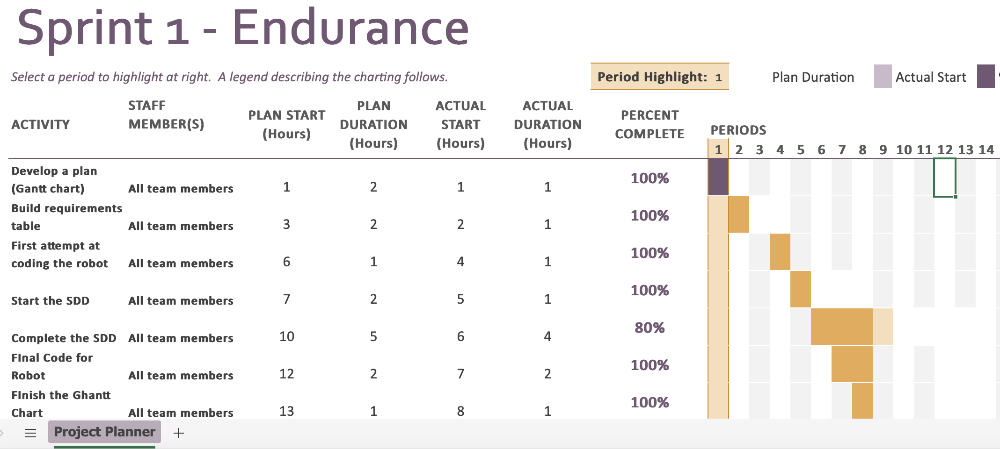 Sprint 1 - Endurance
Select a period to highlight at right.  A legend describing the charting follows.
Period Highlight: 1
Plan Duration
Actual Start
ACTIVITY
STAFF
MEMBER(S)
PLAN START
(Hours)
PLAN
DURATION
(Hours)
ACTUAL
START
(Hours)
ACTUAL
DURATION
(Hours)
PERCENT
COMPLETE
PERIODS
1 2 3 4 5 6 7 8 9 10 11 12 13 14
Develop a plan
(Gantt chart) All team members 1 2 1 1 100%
Build requirements
table All team members 3 2 2 1 100%
First attempt at
coding the robot All team members 6 1 4 1 100%
Start the SDD All team members 7 2 5 1 100%
Complete the SDD All team members 10 5 6 4 80%
FInal Code for
Robot All team members 12 2 7 2 100%
FInish the Ghantt
Chart All team members 13 1 8 1 100%
Project Planner